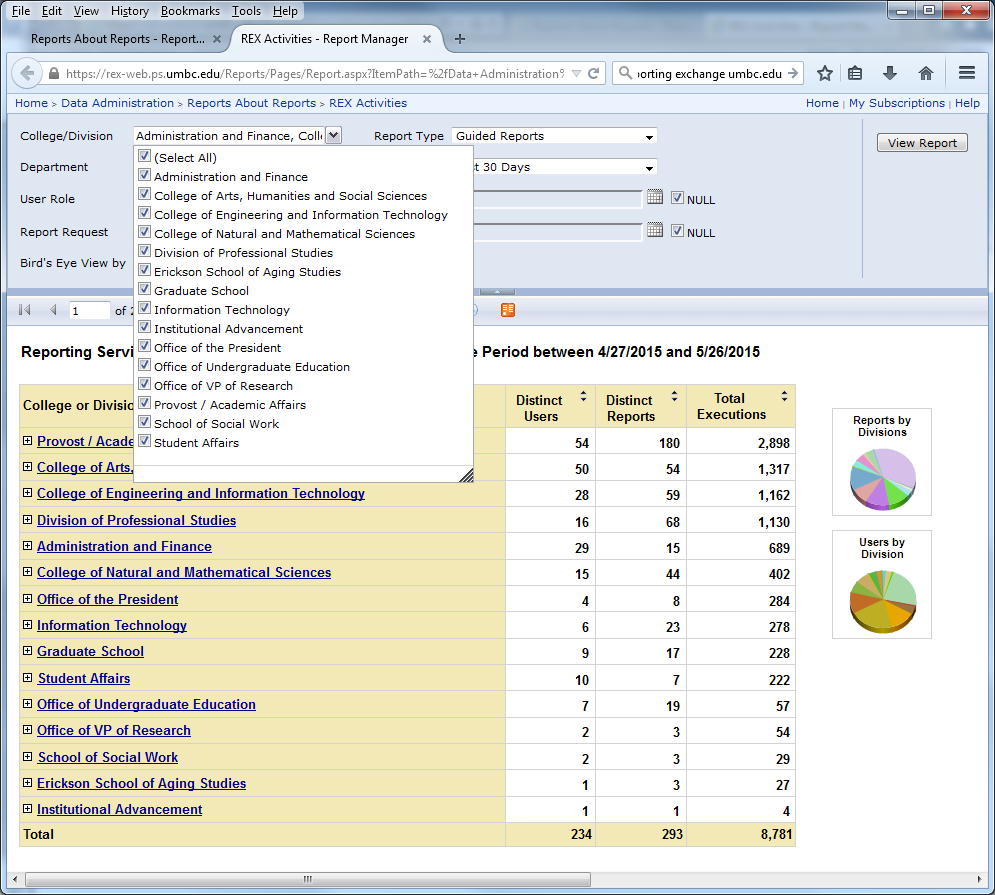 File Edit View History Bookmarks Tools Help
Reports About Reports - Report... × REX Activities - Report Manager × +
https://rex-web.ps.umbc.edu/Reports/Pages/Report.aspx?ItemPath=%2fData+Administration%
orting exchange umbc.edu
Home > Data Administration > Reports About Reports > REX Activities
Home | My Subscriptions | Help
College/Division Administration and Finance, Coll Report Type Guided Reports View Report
(Select All)
Administration and Finance
College of Arts, Humanities and Social Sciences
College of Engineering and Information Technology
College of Natural and Mathematical Sciences
Division of Professional Studies
Erickson School of Aging Studies
Graduate School
Information Technology
Institutional Advancement
Office of the President
Office of Undergraduate Education
Office of VP of Research
Provost / Academic Affairs
School of Social Work
Student Affairs
Department t 30 Days
User Role NULL
Report Request NULL
Bird's Eye View by
1 of 2
Reporting Servi e Period between 4/27/2015 and 5/26/2015
College or Divisio Distinct Users Distinct Reports Total Executions
Provost / Acade 54 180 2,898
College of Arts, 50 54 1,317
College of Engineering and Information Technology 28 59 1,162
Division of Professional Studies 16 68 1,130
Administration and Finance 29 15 689
College of Natural and Mathematical Sciences 15 44 402
Office of the President 4 8 284
Information Technology 6 23 278
Graduate School 9 17 228
Student Affairs 10 7 222
Office of Undergraduate Education 7 19 57
Office of VP of Research 2 3 54
School of Social Work 2 3 29
Erickson School of Aging Studies 1 3 27
Institutional Advancement 1 1 4
Total 234 293 8,781
Reports by
Divisions
Users by
Division